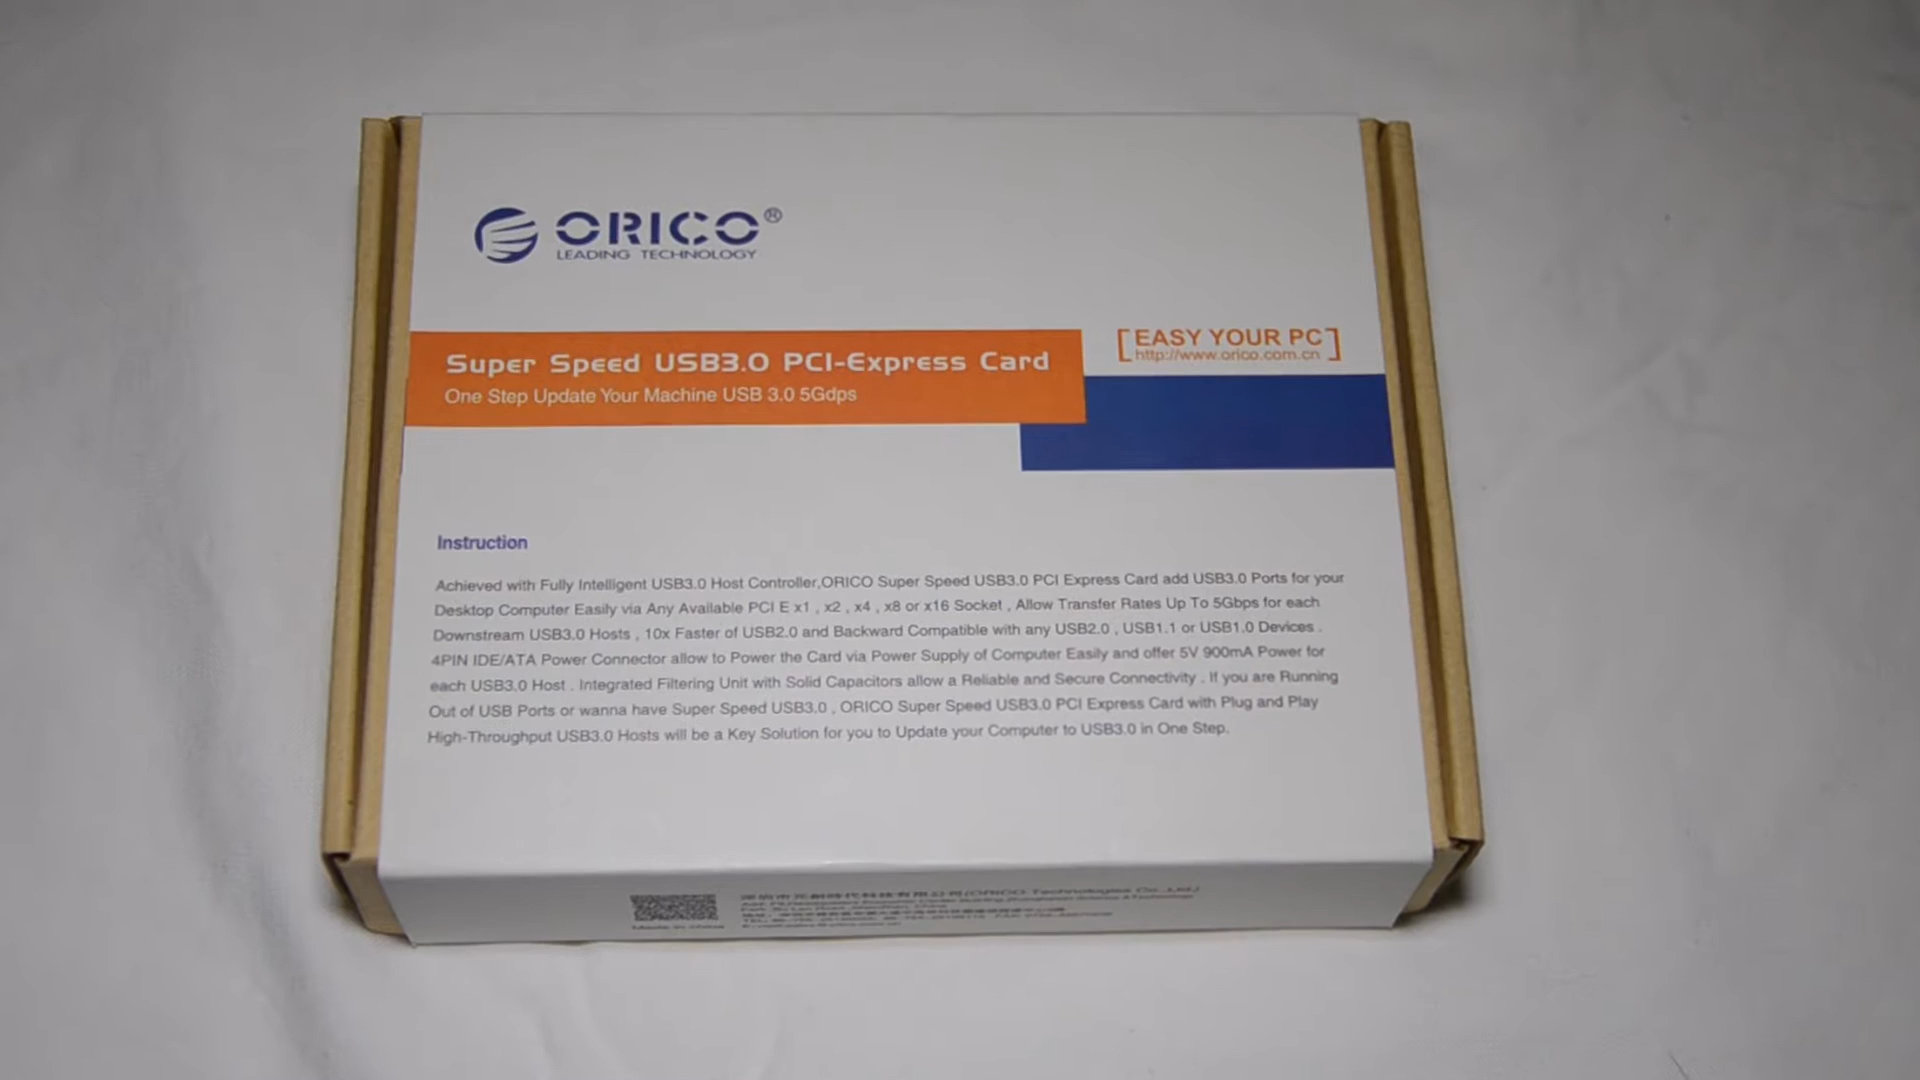 ORICO®
LEADING TECHNOLOGY
[EASY YOUR PC]
http://www.orico.com.cn
Super Speed USB3.0 PCI-Express Card
One Step Update Your Machine USB 3.0 5Gdps
Instruction
Achieved with Fully Intelligent USB3.0 Host Controller,ORICO Super Speed USB3.0 PCI Express Card add USB3.0 Ports for your
Desktop Computer Easily via Any Available PCI E x1 , x2 , x4 , x8 or x16 Socket , Allow Transfer Rates Up To 5Gbps for each
Downstream USB3.0 Hosts , 10x Faster of USB2.0 and Backward Compatible with any USB2.0 , USB1.1 or USB1.0 Devices .
4PIN IDE/ATA Power Connector allow to Power the Card via Power Supply of Computer Easily and offer 5V 900mA Power for
each USB3.0 Host . Integrated Filtering Unit with Solid Capacitors allow a Reliable and Secure Connectivity . If you are Running
Out of USB Ports or wanna have Super Speed USB3.0 , ORICO Super Speed USB3.0 PCI Express Card with Plug and Play
High-Throughput USB3.0 Hosts will be a Key Solution for you to Update your Computer to USB3.0 in One Step.
(ORICO Technologies Co.,Ltd.)
Made in china